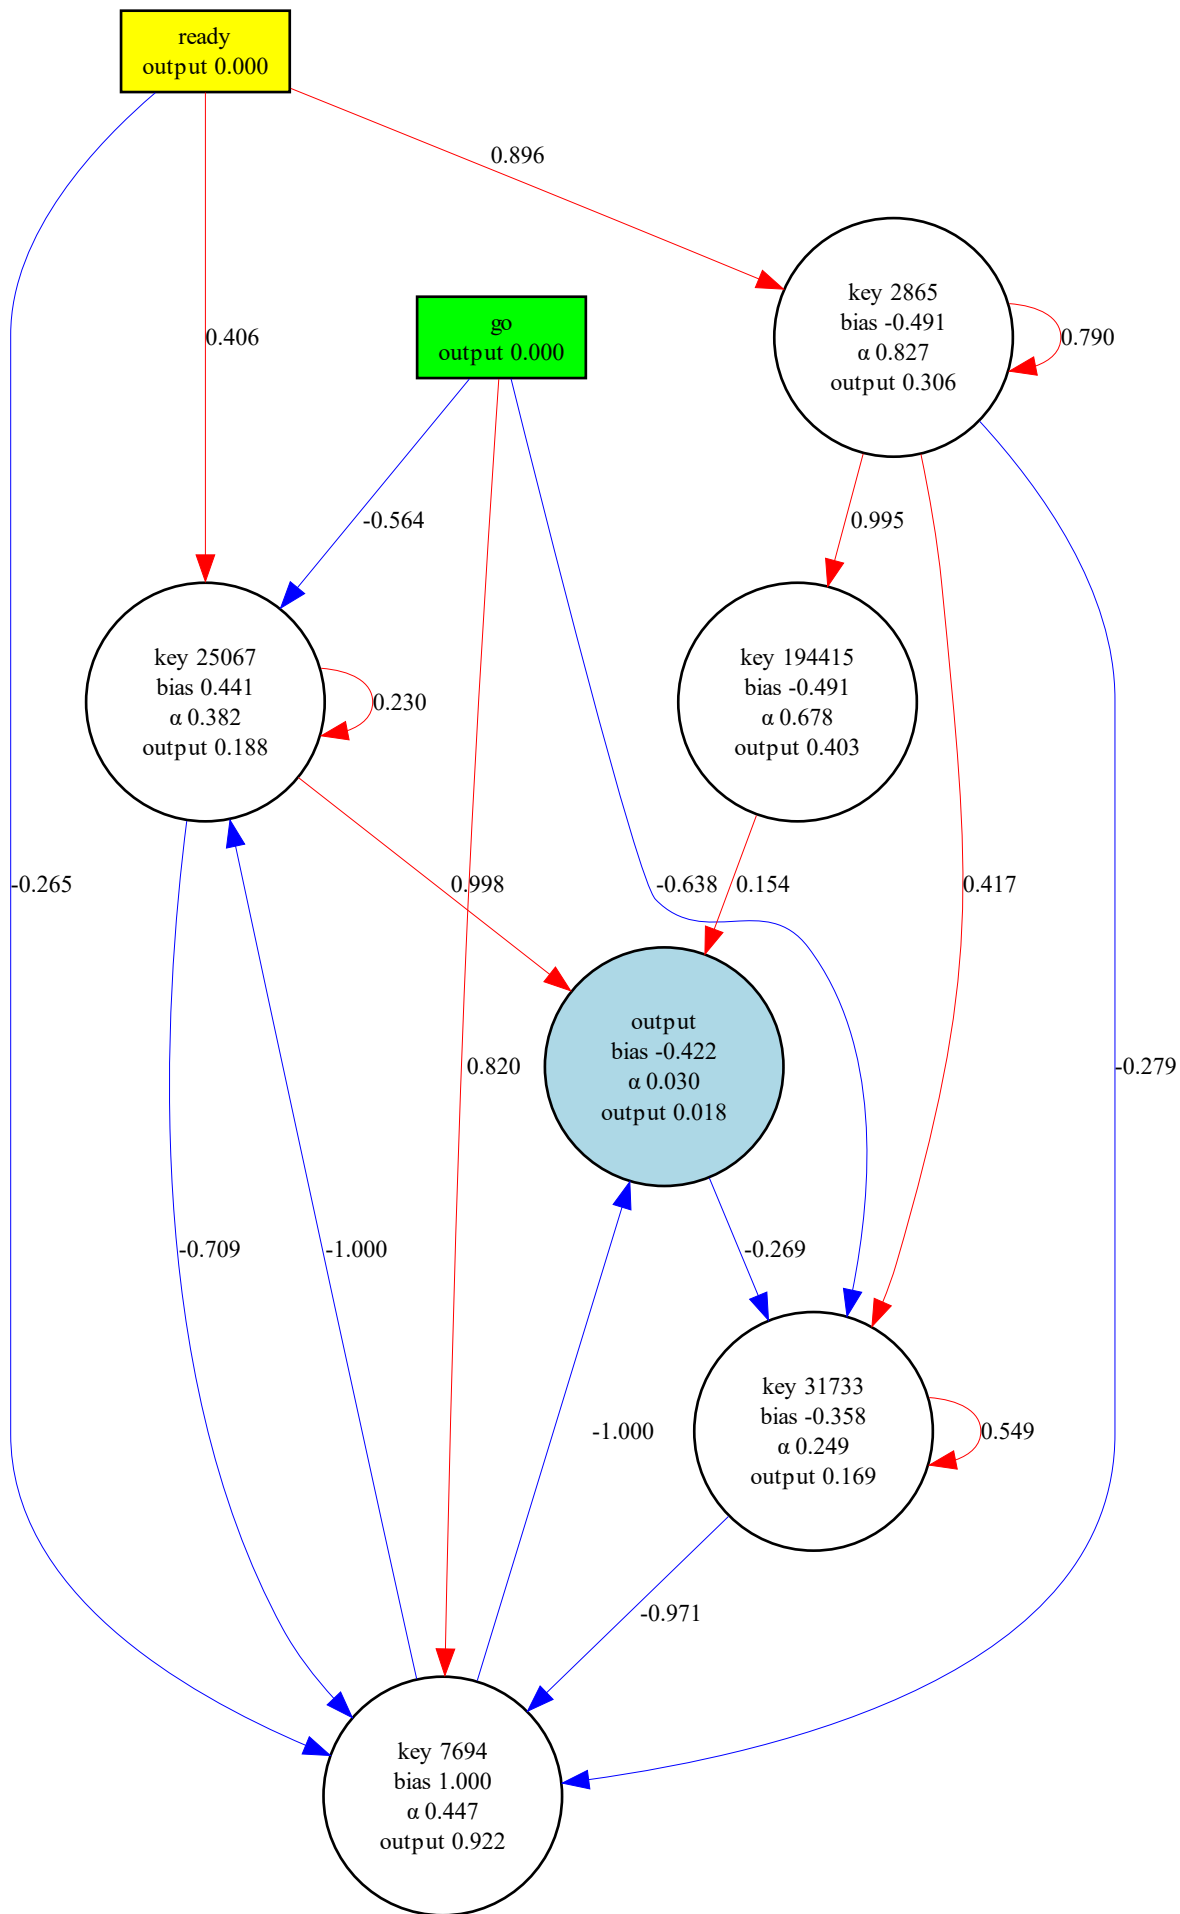 ready
output 0.000
0.896
key 2865
bias -0.491
α 0.827
output 0.306
go
output 0.000
0.406
0.790
-0.564
0.995
key 25067
bias 0.441
α 0.382
output 0.188
0.230
key 194415
bias -0.491
α 0.678
output 0.403
-0.265
0.998
-0.638
0.154
0.417
output
bias -0.422
α 0.030
output 0.018
0.820
-0.279
-0.709
-1.000
-0.269
-1.000
key 31733
bias -0.358
α 0.249
output 0.169
0.549
-0.971
key 7694
bias 1.000
α 0.447
output 0.922